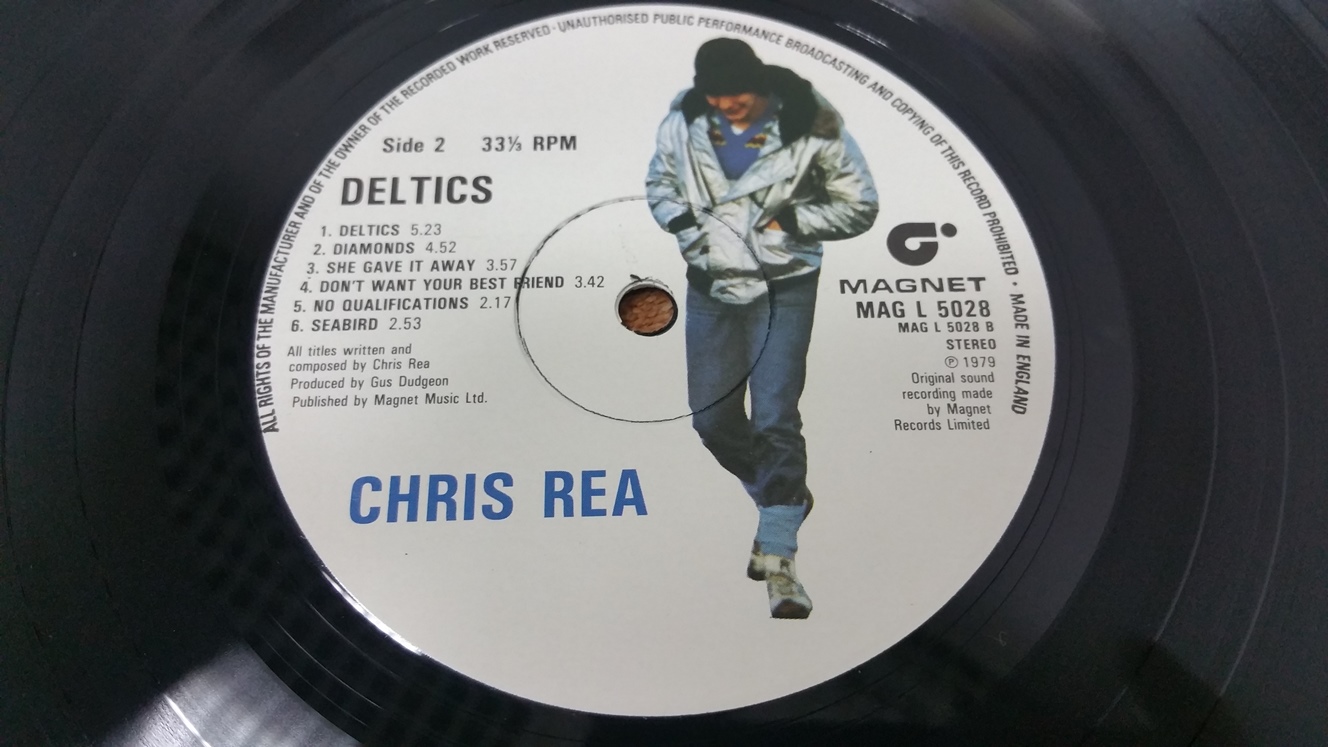 ALL RIGHTS OF THE MANUFACTURER AND OF THE OWNER OF THE RECORDED WORK RESERVED · UNAUTHORISED PUBLIC PERFORMANCE BROADCASTING AND COPYING OF THIS RECORD PROHIBITED · MADE IN ENGLAND
Side 2 33⅓ RPM
DELTICS
1. DELTICS 5.23
2. DIAMONDS 4.52
3. SHE GAVE IT AWAY 3.57
4. DON'T WANT YOUR BEST FRIEND 3.42
5. NO QUALIFICATIONS 2.17
6. SEABIRD 2.53
All titles written and
composed by Chris Rea
Produced by Gus Dudgeon
Published by Magnet Music Ltd.
MAGNET
MAG L 5028
MAG L 5028 B
STEREO
℗ 1979
Original sound
recording made
by Magnet
Records Limited
CHRIS REA